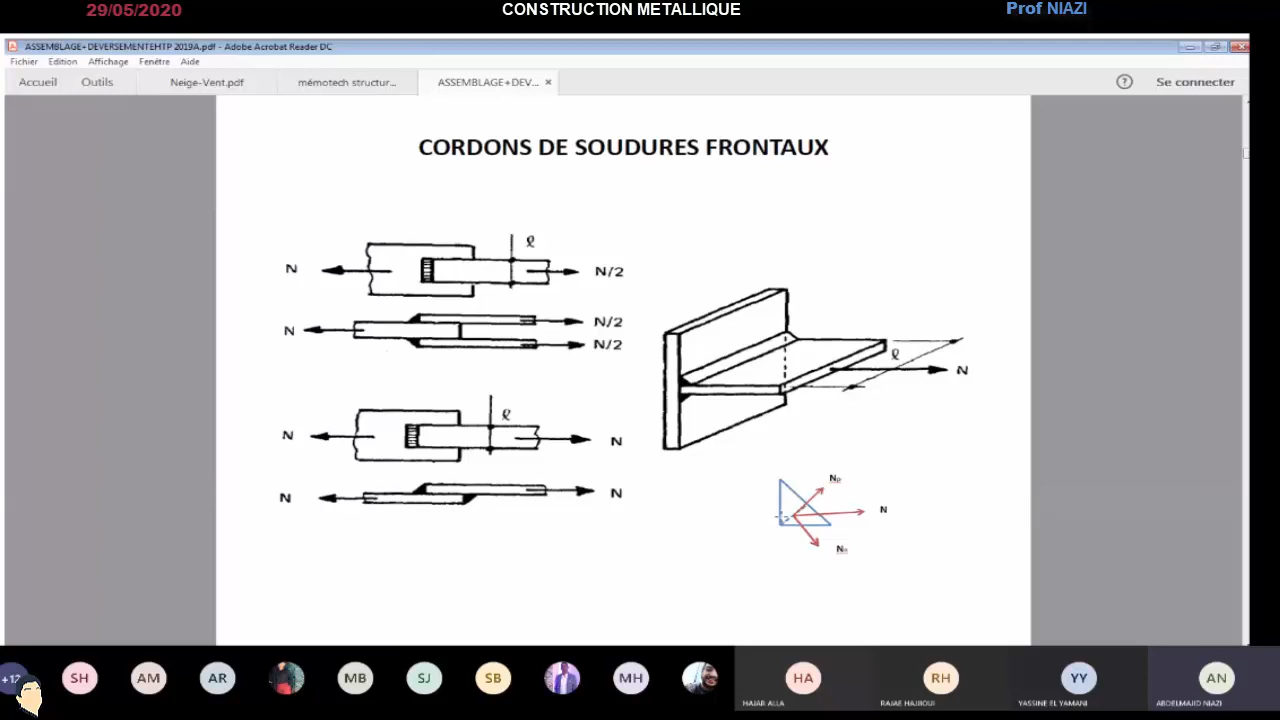 29/05/2020
CONSTRUCTION METALLIQUE
Prof NIAZI
ASSEMBLAGE+DEVERSEMENTEHTP 2019A.pdf - Adobe Acrobat Reader DC
Fichier Edition Affichage Fenêtre Aide
Accueil Outils Neige-Vent.pdf mémotech structur... ASSEMBLAGE+DEV... × ? Se connecter
CORDONS DE SOUDURES FRONTAUX
ℓ
N N/2
N N/2
N/2
ℓ
N
ℓ
N N
N N
N
N
+12 SH AM AR MB SJ SB MH HA RH YY AN
HAJAR ALLA RAJAE HAJIIOUI YASSINE EL YAMANI ABDELMAJID NIAZI